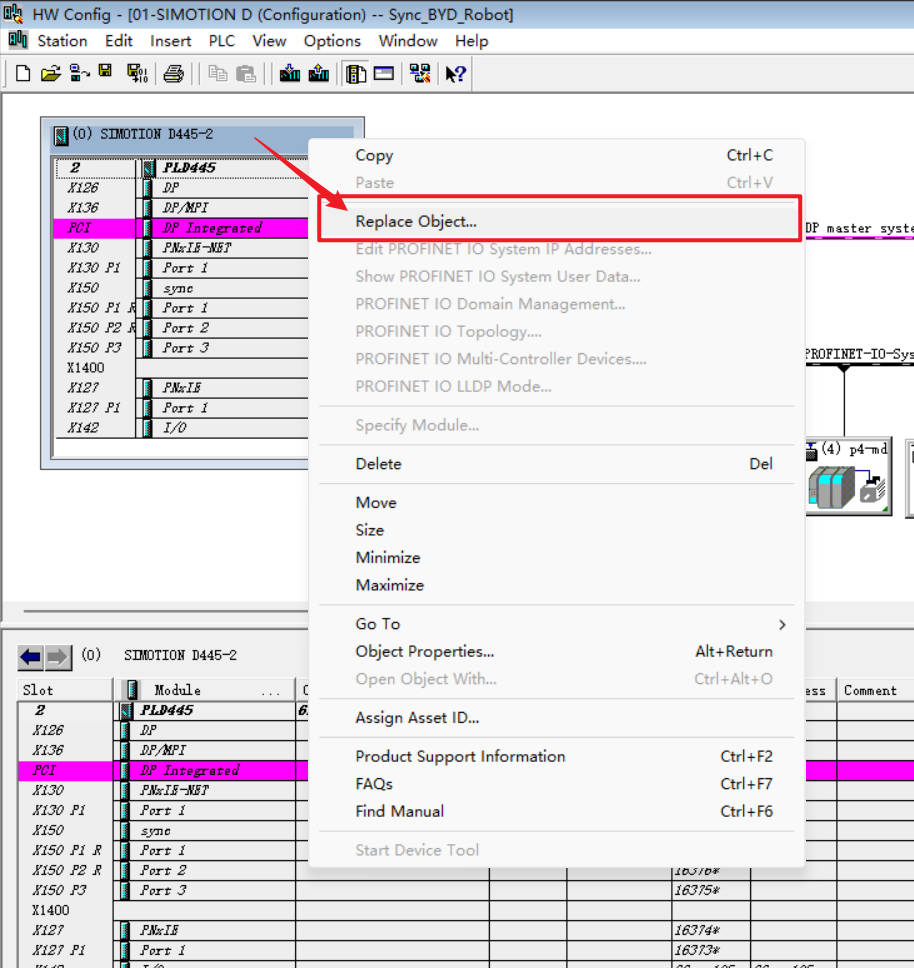 HW Config - [01-SIMOTION D (Configuration) -- Sync_BYD_Robot]
Station Edit Insert PLC View Options Window Help
(0) SIMOTION D445-2
2 PLD445
X126 DP
X136 DP/MPI
PCI DP Integrated
X130 PNxIE-NET
X130 P1 Port 1
X150 sync
X150 P1 R Port 1
X150 P2 R Port 2
X150 P3 Port 3
X1400
X127 PNxIE
X127 P1 Port 1
X142 I/O
Copy Ctrl+C
Paste Ctrl+V
Replace Object...
Edit PROFINET IO System IP Addresses...
Show PROFINET IO System User Data...
PROFINET IO Domain Management...
PROFINET IO Topology....
PROFINET IO Multi-Controller Devices....
PROFINET IO LLDP Mode...
Specify Module...
Delete Del
Move
Size
Minimize
Maximize
Go To
Object Properties... Alt+Return
Open Object With... Ctrl+Alt+O
Assign Asset ID...
Product Support Information Ctrl+F2
FAQs Ctrl+F7
Find Manual Ctrl+F6
Start Device Tool
DP master syste
PROFINET-IO-Sys
(4) p4-md
(0) SIMOTION D445-2
Slot Module ... Comment
2 PLD445
X126 DP
X136 DP/MPI
PCI DP Integrated
X130 PNxIE-NET
X130 P1 Port 1
X150 sync
X150 P1 R Port 1
X150 P2 R Port 2 16376*
X150 P3 Port 3 16375*
X1400
X127 PNxIE 16374*
X127 P1 Port 1 16373*